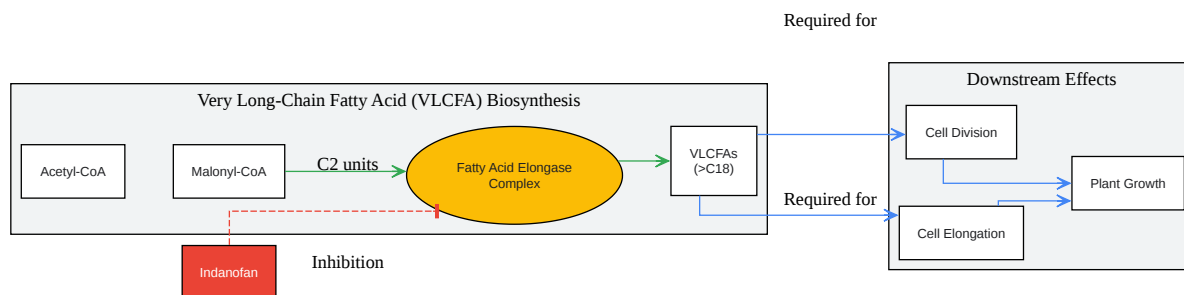 Required for
Very Long-Chain Fatty Acid (VLCFA) Biosynthesis
Downstream Effects
Acetyl-CoA
Malonyl-CoA
C2 units
Fatty Acid Elongase
Complex
VLCFAs
(>C18)
Cell Division
Plant Growth
Required for
Cell Elongation
Indanofan
Inhibition